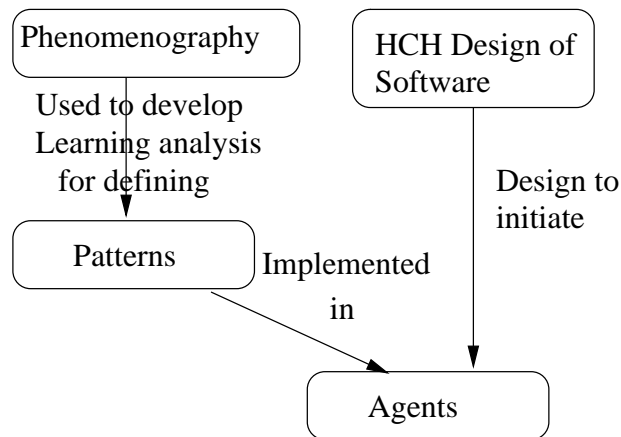 Phenomenography
HCH Design of
Software
Used to develop
Learning analysis
for defining
Design to
initiate
Patterns
Implemented
in
Agents